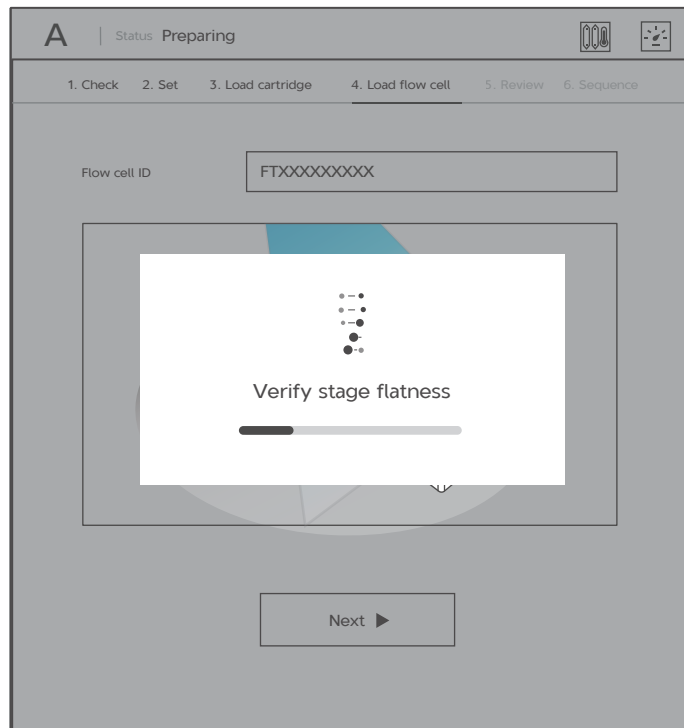 A Status Preparing
1. Check 2. Set 3. Load cartridge 4. Load flow cell 5. Review 6. Sequence
Flow cell ID FTXXXXXXXXX
Verify stage flatness
Next